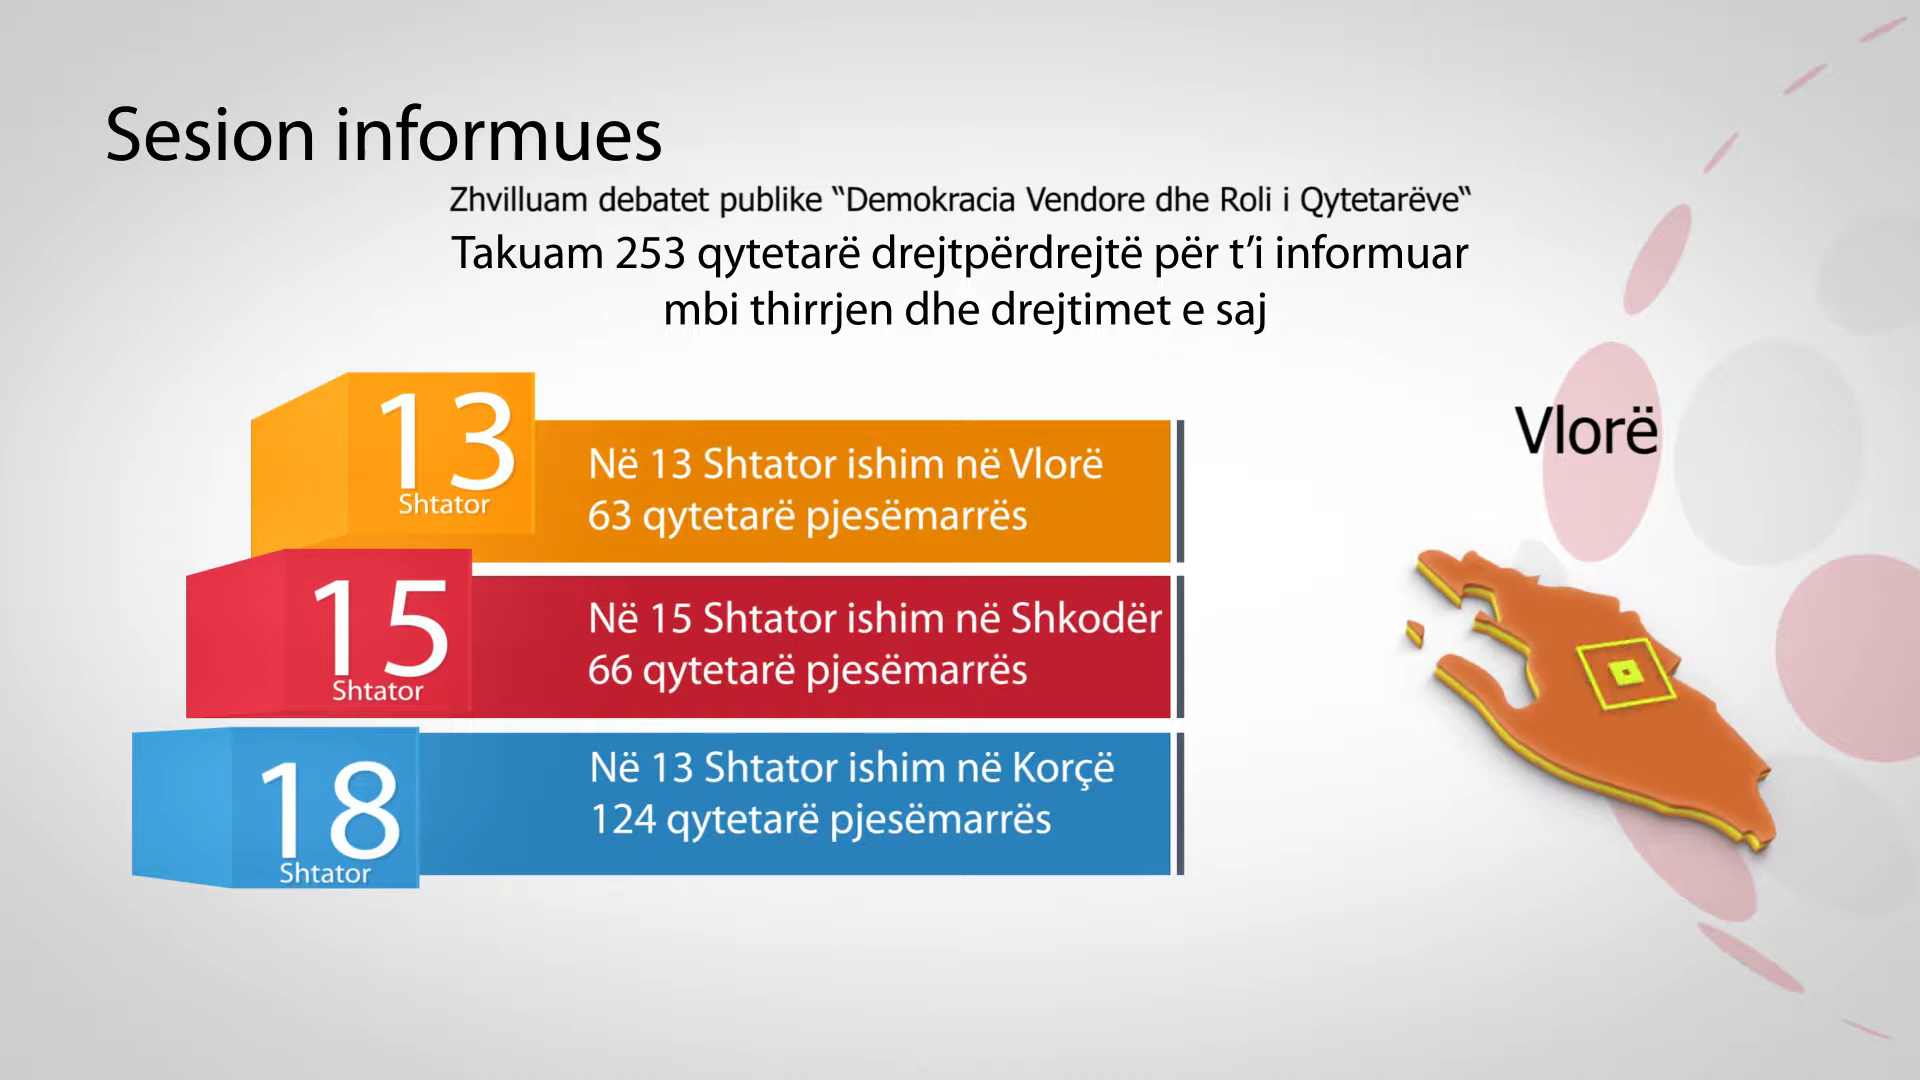 Sesion informues
Zhvilluam debatet publike “Demokracia Vendore dhe Roli i Qytetarëve“
Takuam 253 qytetarë drejtpërdrejtë për t’i informuar
mbi thirrjen dhe drejtimet e saj
13
Shtator
Në 13 Shtator ishim në Vlorë
63 qytetarë pjesëmarrës
15
Shtator
Në 15 Shtator ishim në Shkodër
66 qytetarë pjesëmarrës
18
Shtator
Në 13 Shtator ishim në Korçë
124 qytetarë pjesëmarrës
Vlorë